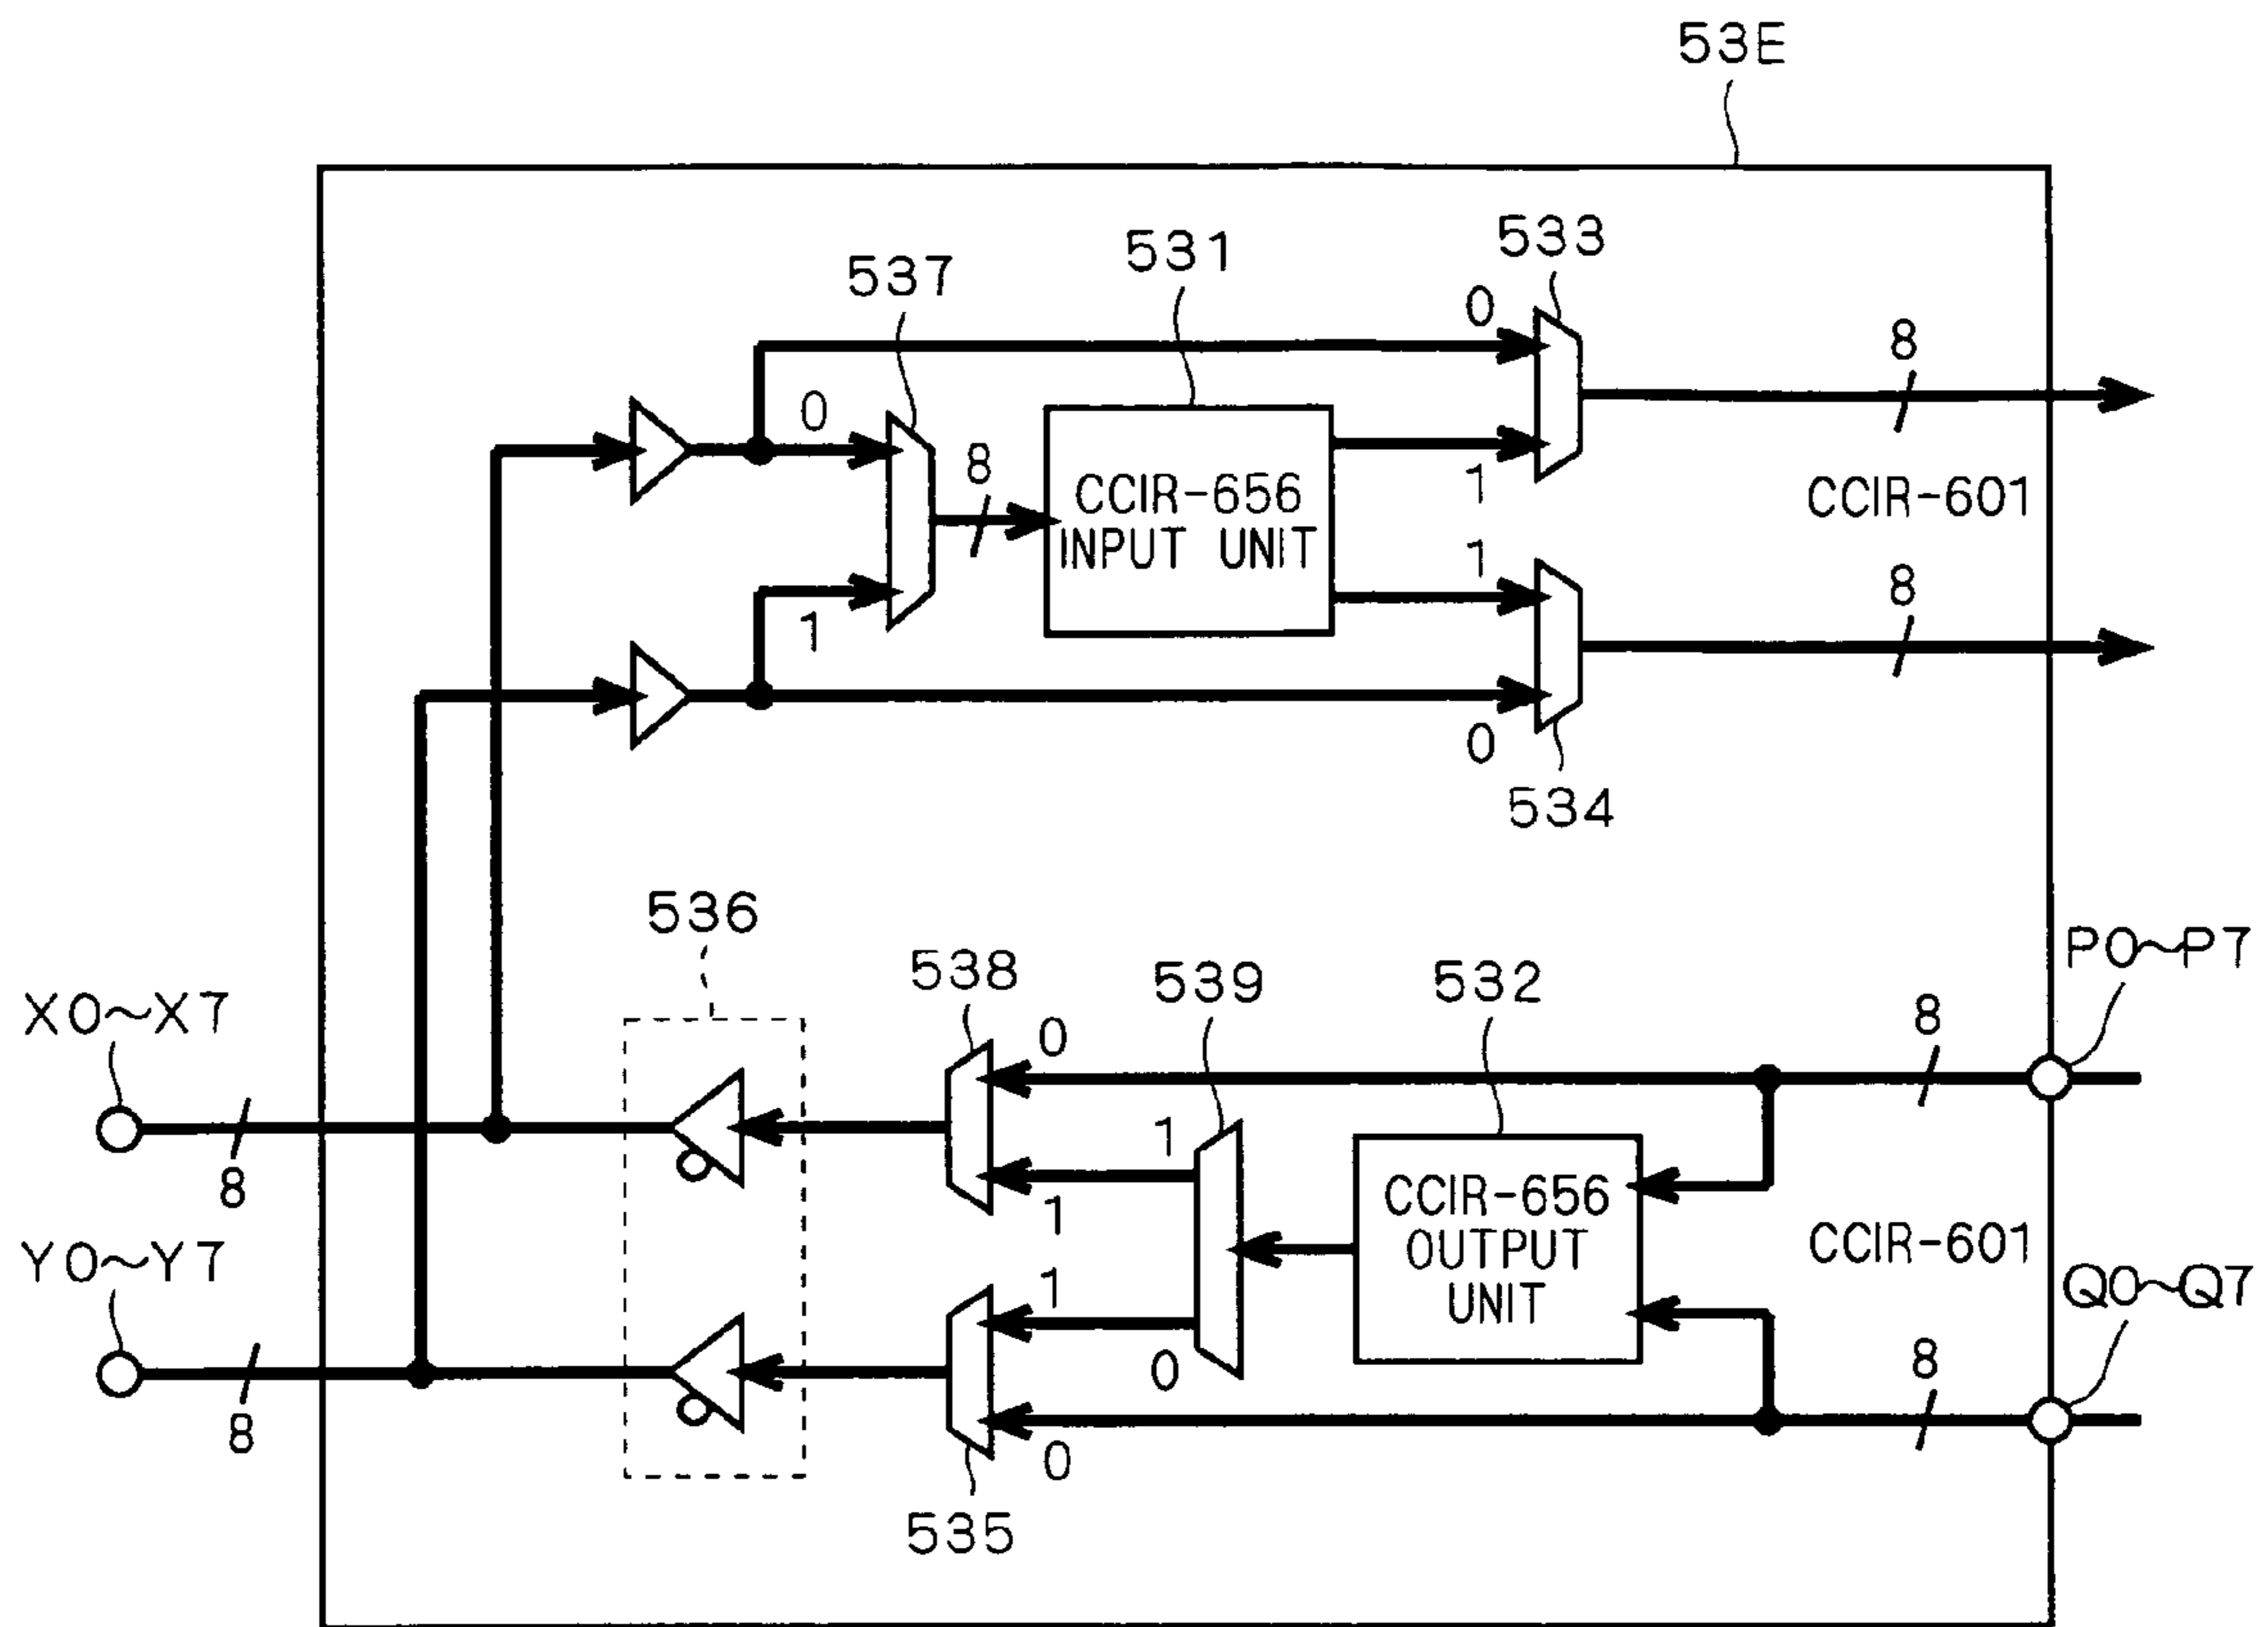 53E
533
531
537
0
8
0
8
CCIR-656
INPUT UNIT
1
CCIR-601
1
8
1
0
534
536
538
539
532
P0~P7
X0~X7
0
8
1
8
CCIR-656
OUTPUT
UNIT
1
CCIR-601
Y0~Y7
1
Q0~Q7
0
8
8
0
535